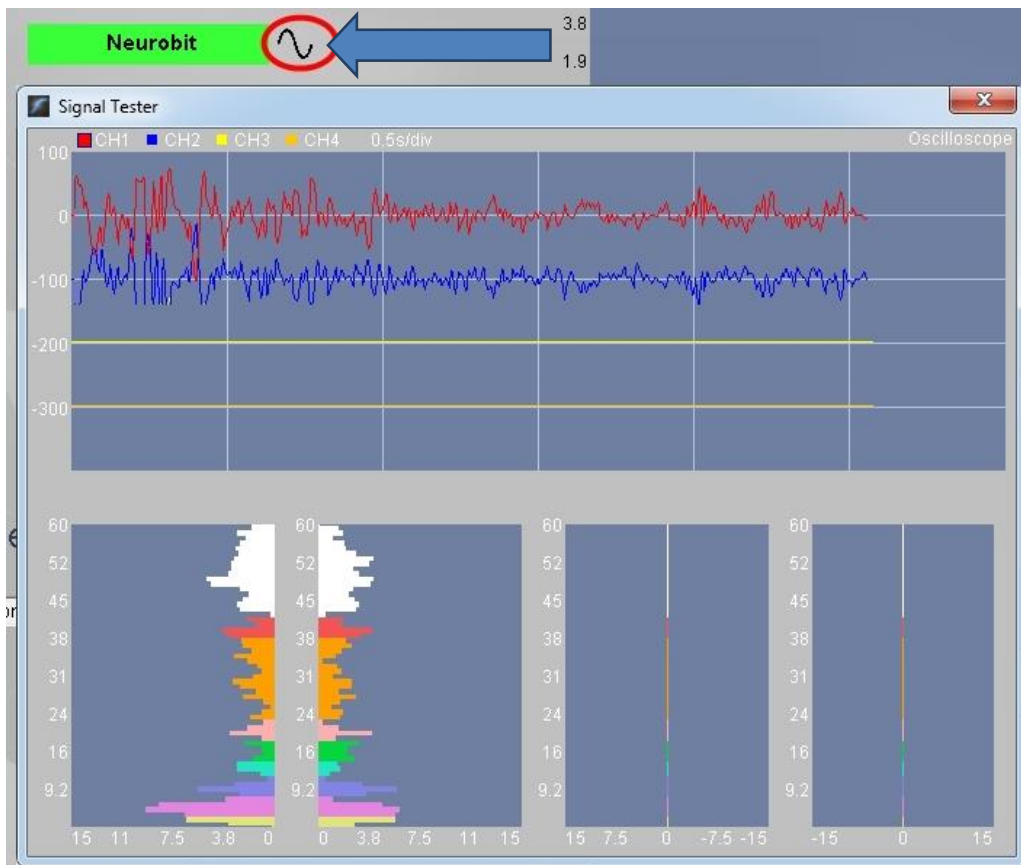 Neurobit
3.8
1.9
Signal Tester
x
CH1 CH2 CH3 CH4 0.5s/div Oscilloscope
100
0
-100
-200
-300
60 60 60 60
52 52 52 52
45 45 45 45
38 38 38 38
31 31 31 31
24 24 24 24
16 16 16 16
9.2 9.2 9.2 9.2
15 11 7.5 3.8 0 0 3.8 7.5 11 15 15 7.5 0 -7.5 -15 -15 0 15